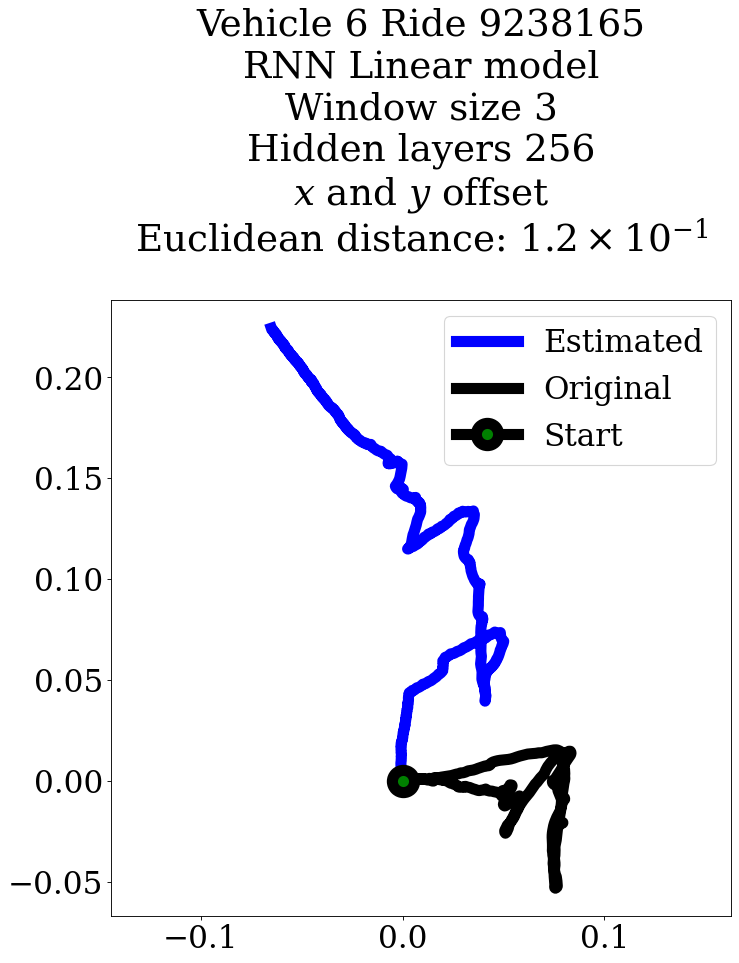 Vehicle 6 Ride 9238165
RNN Linear model
Window size 3
Hidden layers 256
x and y offset
Euclidean distance: 1.2 × 10⁻¹
Estimated
Original
Start
0.20
0.15
0.10
0.05
0.00
−0.05
−0.1 0.0 0.1